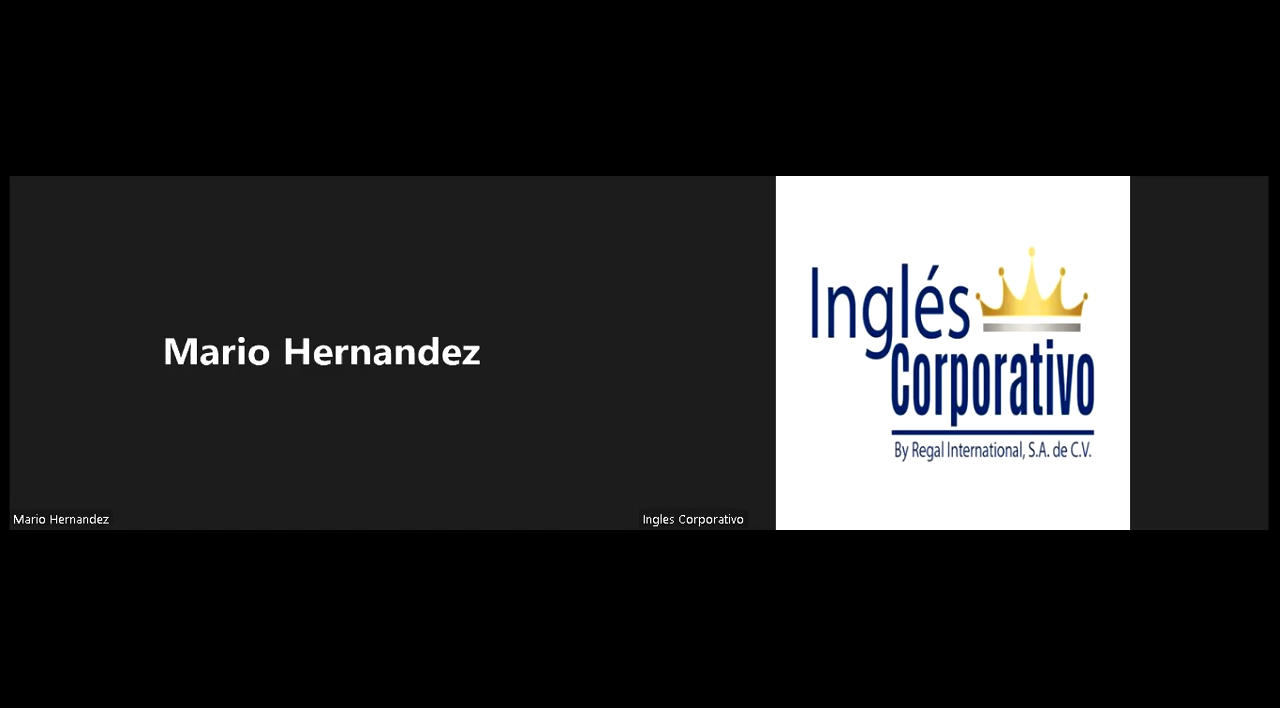 Mario Hernandez
Mario Hernandez
Inglés
Corporativo
By Regal International, S.A. de C.V.
Ingles Corporativo